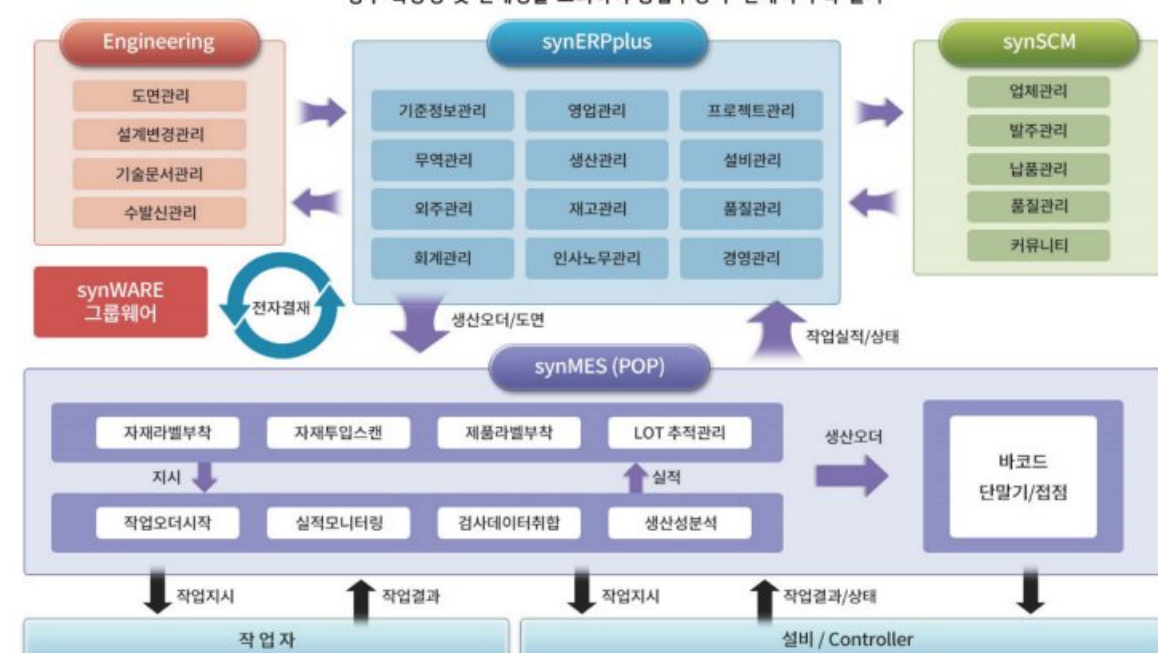 Engineering
synERPplus
synSCM
도면관리
설계변경관리
기술문서관리
수발신관리
기준정보관리
영업관리
프로젝트관리
무역관리
생산관리
설비관리
외주관리
재고관리
품질관리
회계관리
인사노무관리
경영관리
업체관리
발주관리
납품관리
품질관리
커뮤니티
synWARE
그룹웨어
전자결재
생산오더/도면
작업실적/상태
synMES (POP)
자재라벨부착
자재투입스캔
제품라벨부착
LOT 추적관리
지시
실적
작업오더시작
실적모니터링
검사데이터취합
생산성분석
생산오더
바코드
단말기/접점
작업지시
작업결과
작업지시
작업결과/상태
작업자
설비 / Controller